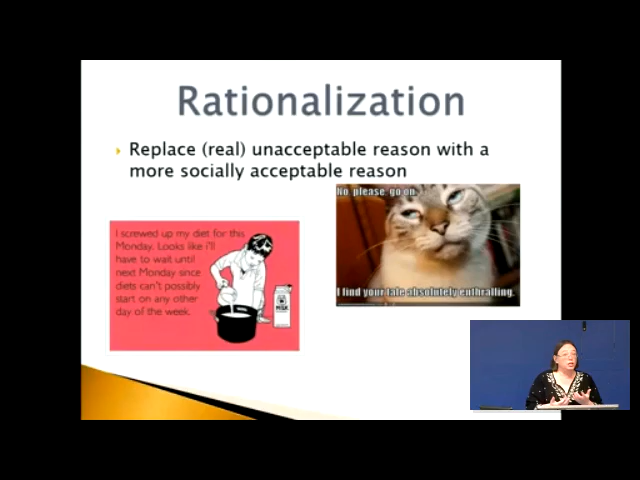 Rationalization
Replace (real) unacceptable reason with a
more socially acceptable reason
No, please, go on.
I find your tale absolutely enthralling.
I screwed up my diet for this
Monday. Looks like i'll
have to wait until
next Monday since
diets can't possibly
start on any other
day of the week.
MILK